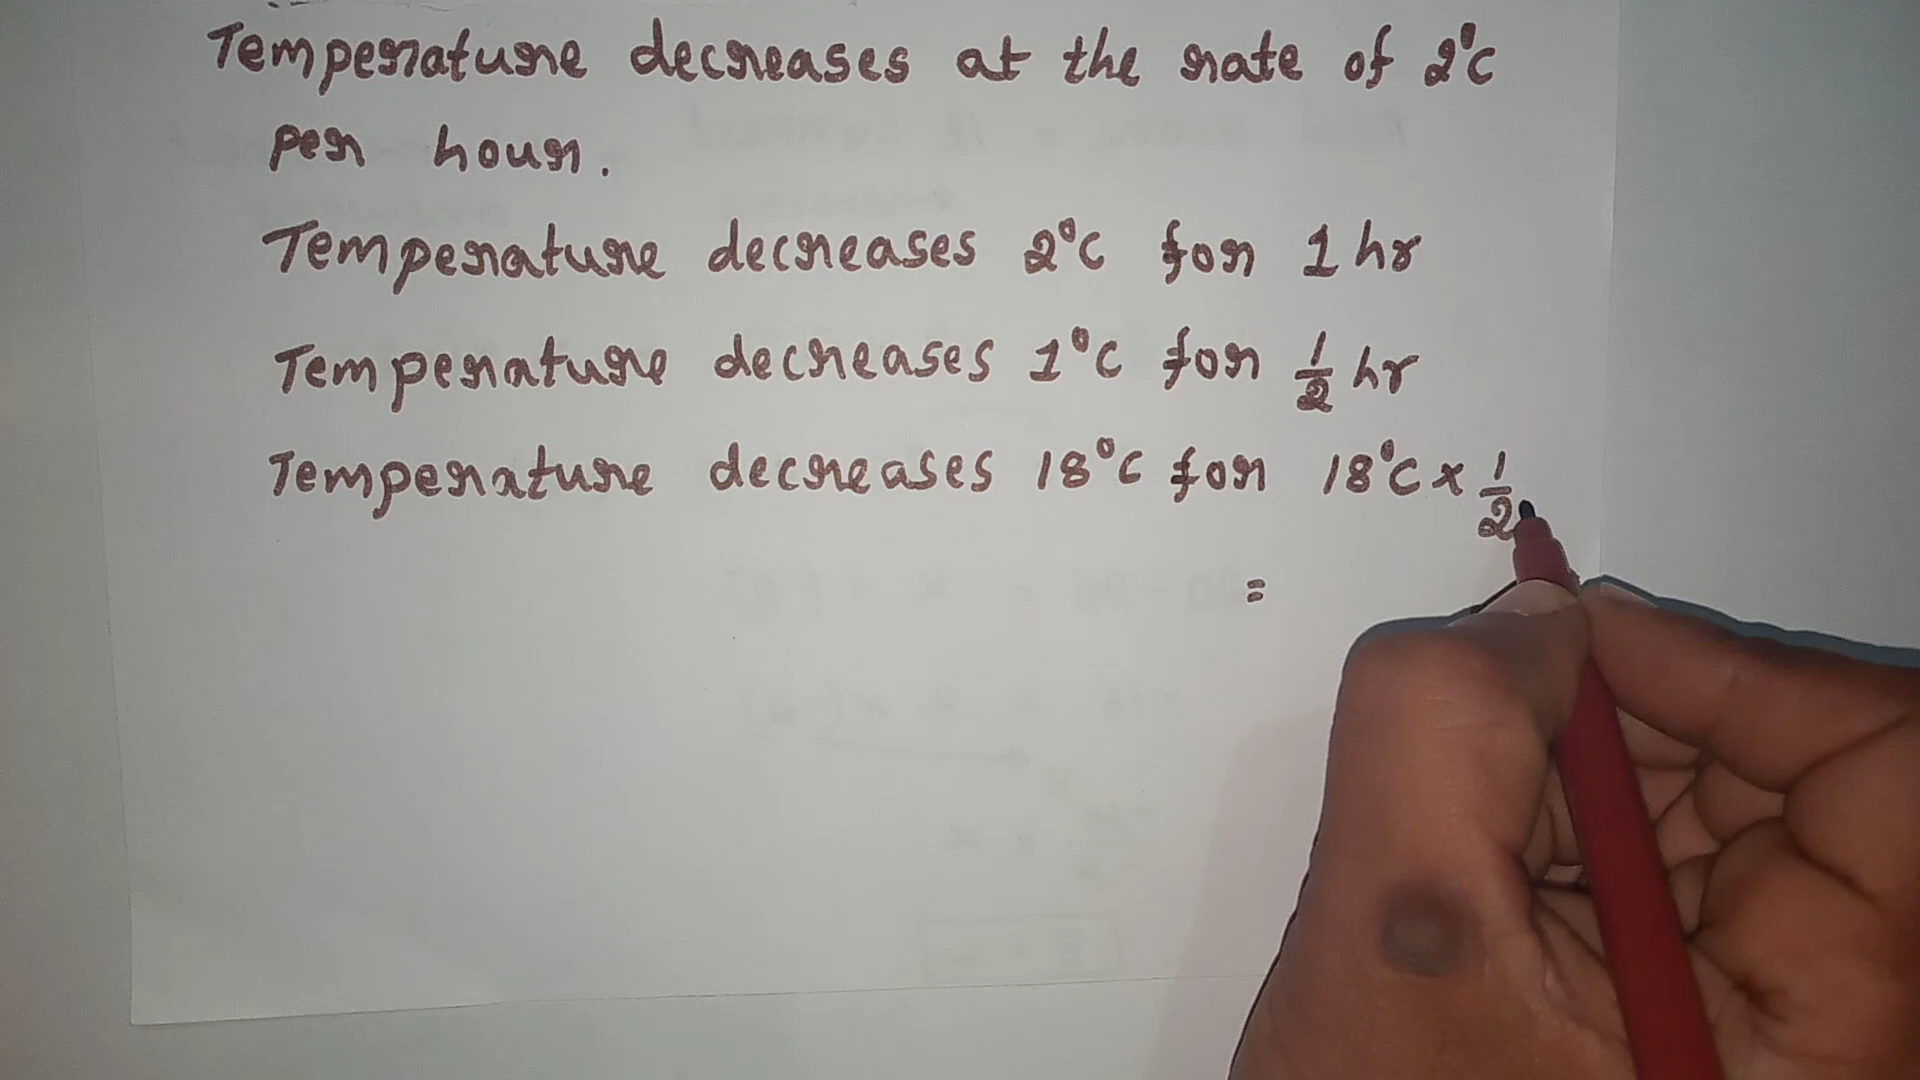 Temperature decreases at the rate of 2°C
per hour.
Temperature decreases 2°C for 1 hr
Temperature decreases 1°C for 1/2 hr
Temperature decreases 18°C for 18°C x 1/2
=